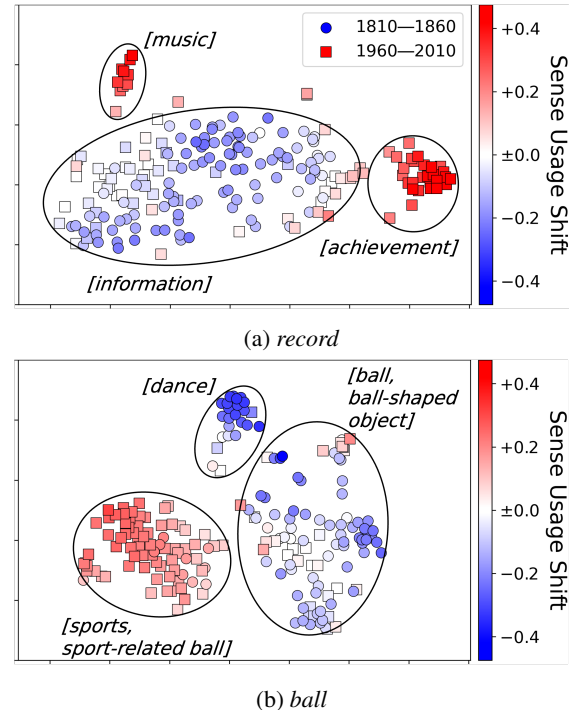 [music]
1810—1860
1960—2010
[achievement]
[information]
+0.4
+0.2
±0.0
−0.2
−0.4
Sense Usage Shift
(a) record
[dance]
[ball,
ball-shaped
object]
[sports,
sport-related ball]
+0.4
+0.2
±0.0
−0.2
−0.4
Sense Usage Shift
(b) ball